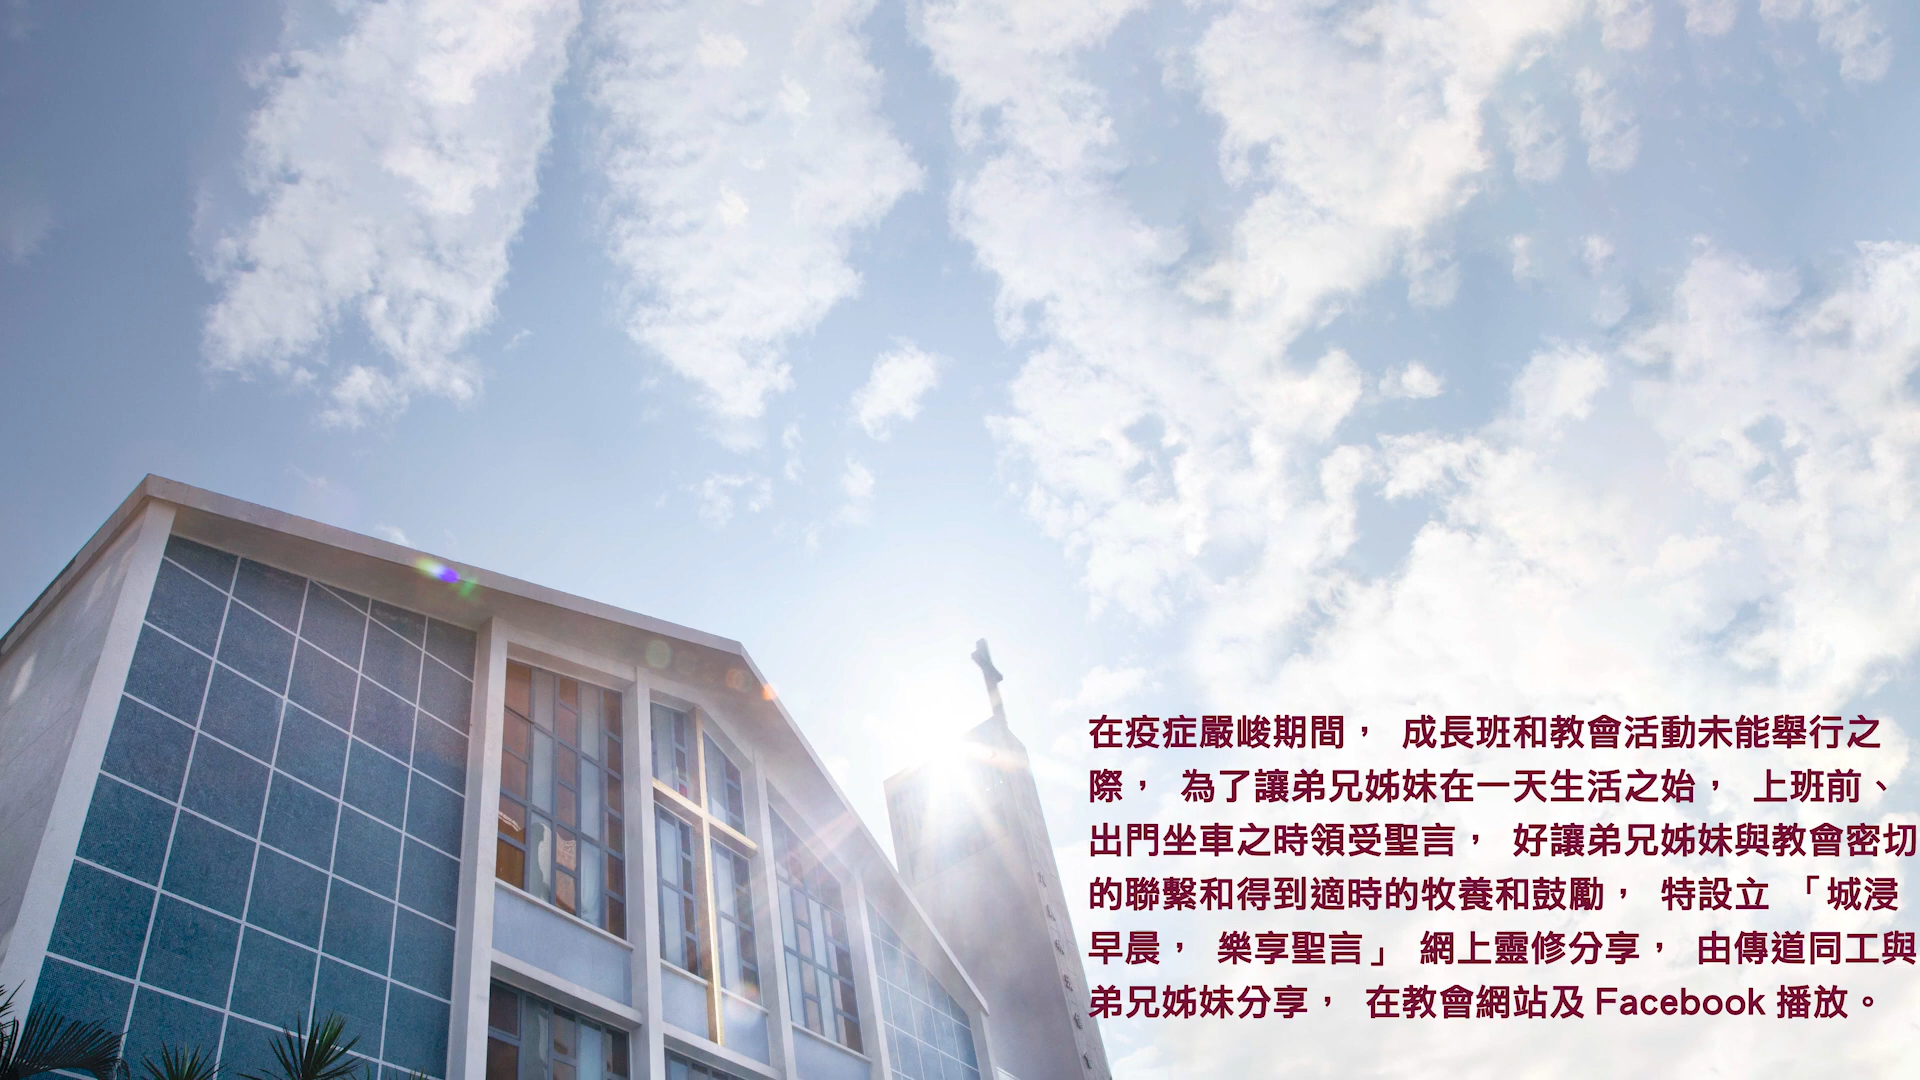 在疫症嚴峻期間， 成長班和教會活動未能舉行之
際， 為了讓弟兄姊妹在一天生活之始， 上班前、
出門坐車之時領受聖言， 好讓弟兄姊妹與教會密切
的聯繫和得到適時的牧養和鼓勵， 特設立 「城浸
早晨， 樂享聖言」 網上靈修分享， 由傳道同工與
弟兄姊妹分享， 在教會網站及 Facebook 播放。